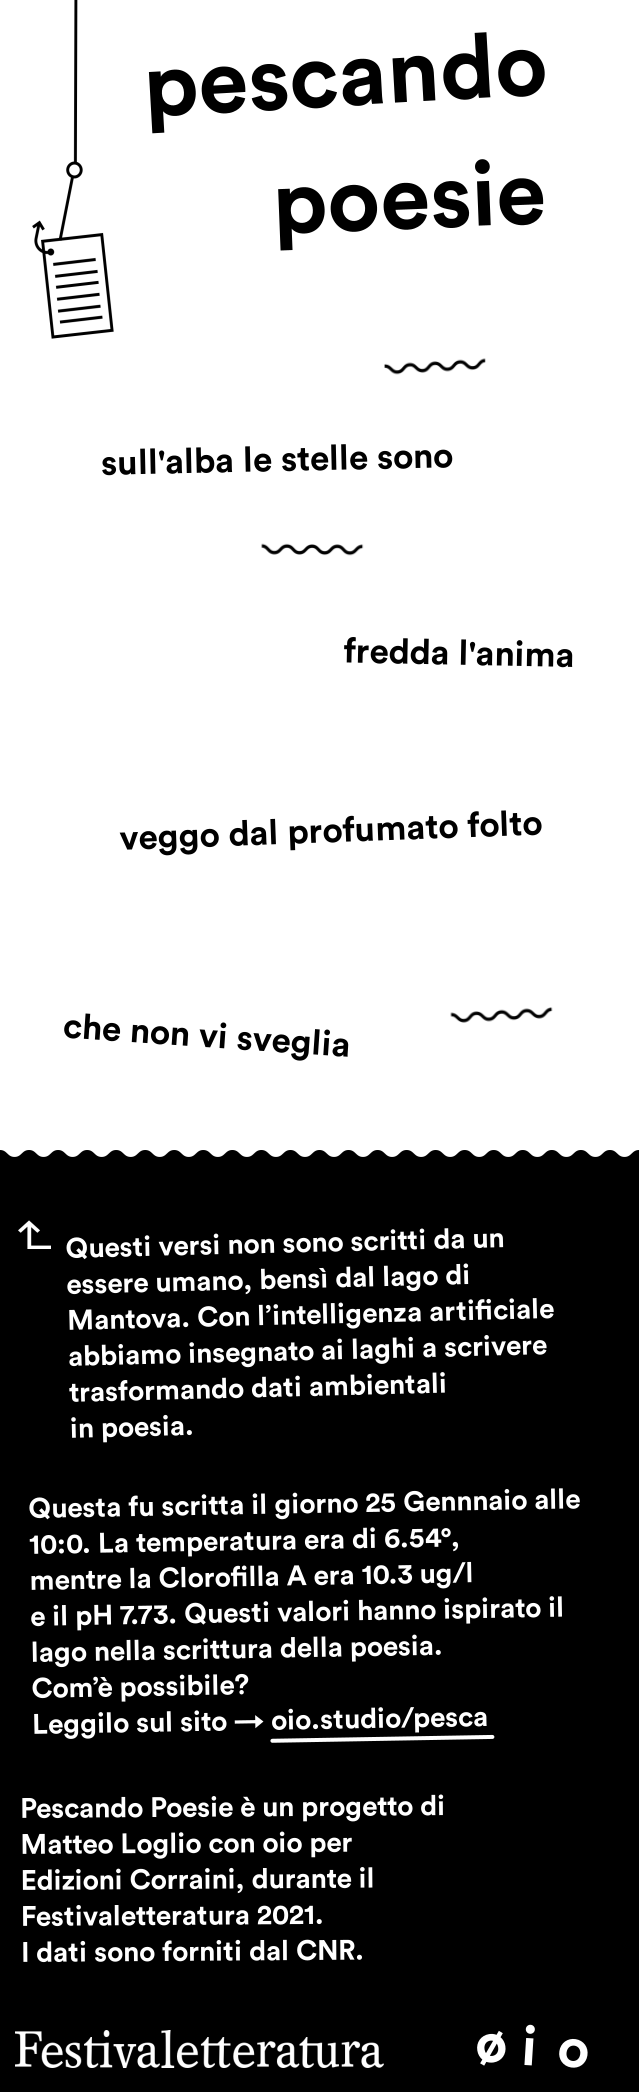 pescando
poesie
sull'alba le stelle sono
fredda l'anima
veggo dal profumato folto
che non vi sveglia
Questi versi non sono scritti da un
essere umano, bensì dal lago di
Mantova. Con l’intelligenza artificiale
abbiamo insegnato ai laghi a scrivere
trasformando dati ambientali
in poesia.
Questa fu scritta il giorno 25 Gennnaio alle
10:0. La temperatura era di 6.54°,
mentre la Clorofilla A era 10.3 ug/l
e il pH 7.73. Questi valori hanno ispirato il
lago nella scrittura della poesia.
Com’è possibile?
Leggilo sul sito → oio.studio/pesca
Pescando Poesie è un progetto di
Matteo Loglio con oio per
Edizioni Corraini, durante il
Festivaletteratura 2021.
I dati sono forniti dal CNR.
Festivaletteratura øio